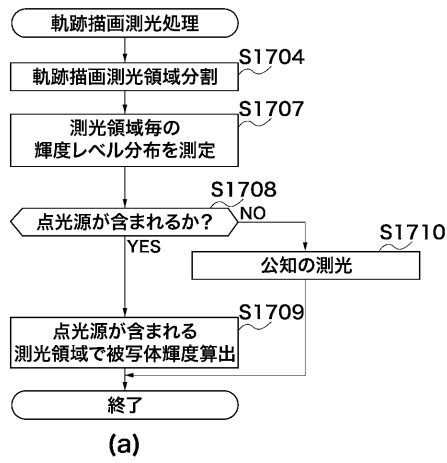 軌跡描画測光処理
S1704
軌跡描画測光領域分割
S1707
測光領域毎の
輝度レベル分布を測定
S1708
点光源が含まれるか?
NO
YES
S1710
公知の測光
S1709
点光源が含まれる
測光領域で被写体輝度算出
終了
(a)